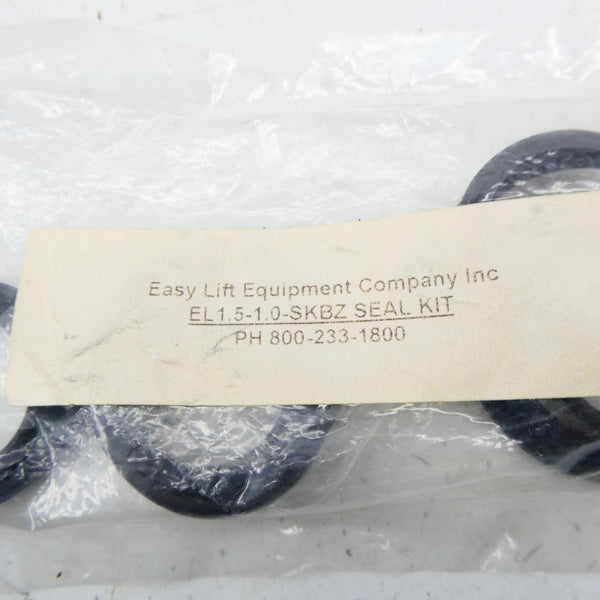 Easy Lift Equipment Company Inc
EL1.5-1.0-SKBZ SEAL KIT
PH 800-233-1800